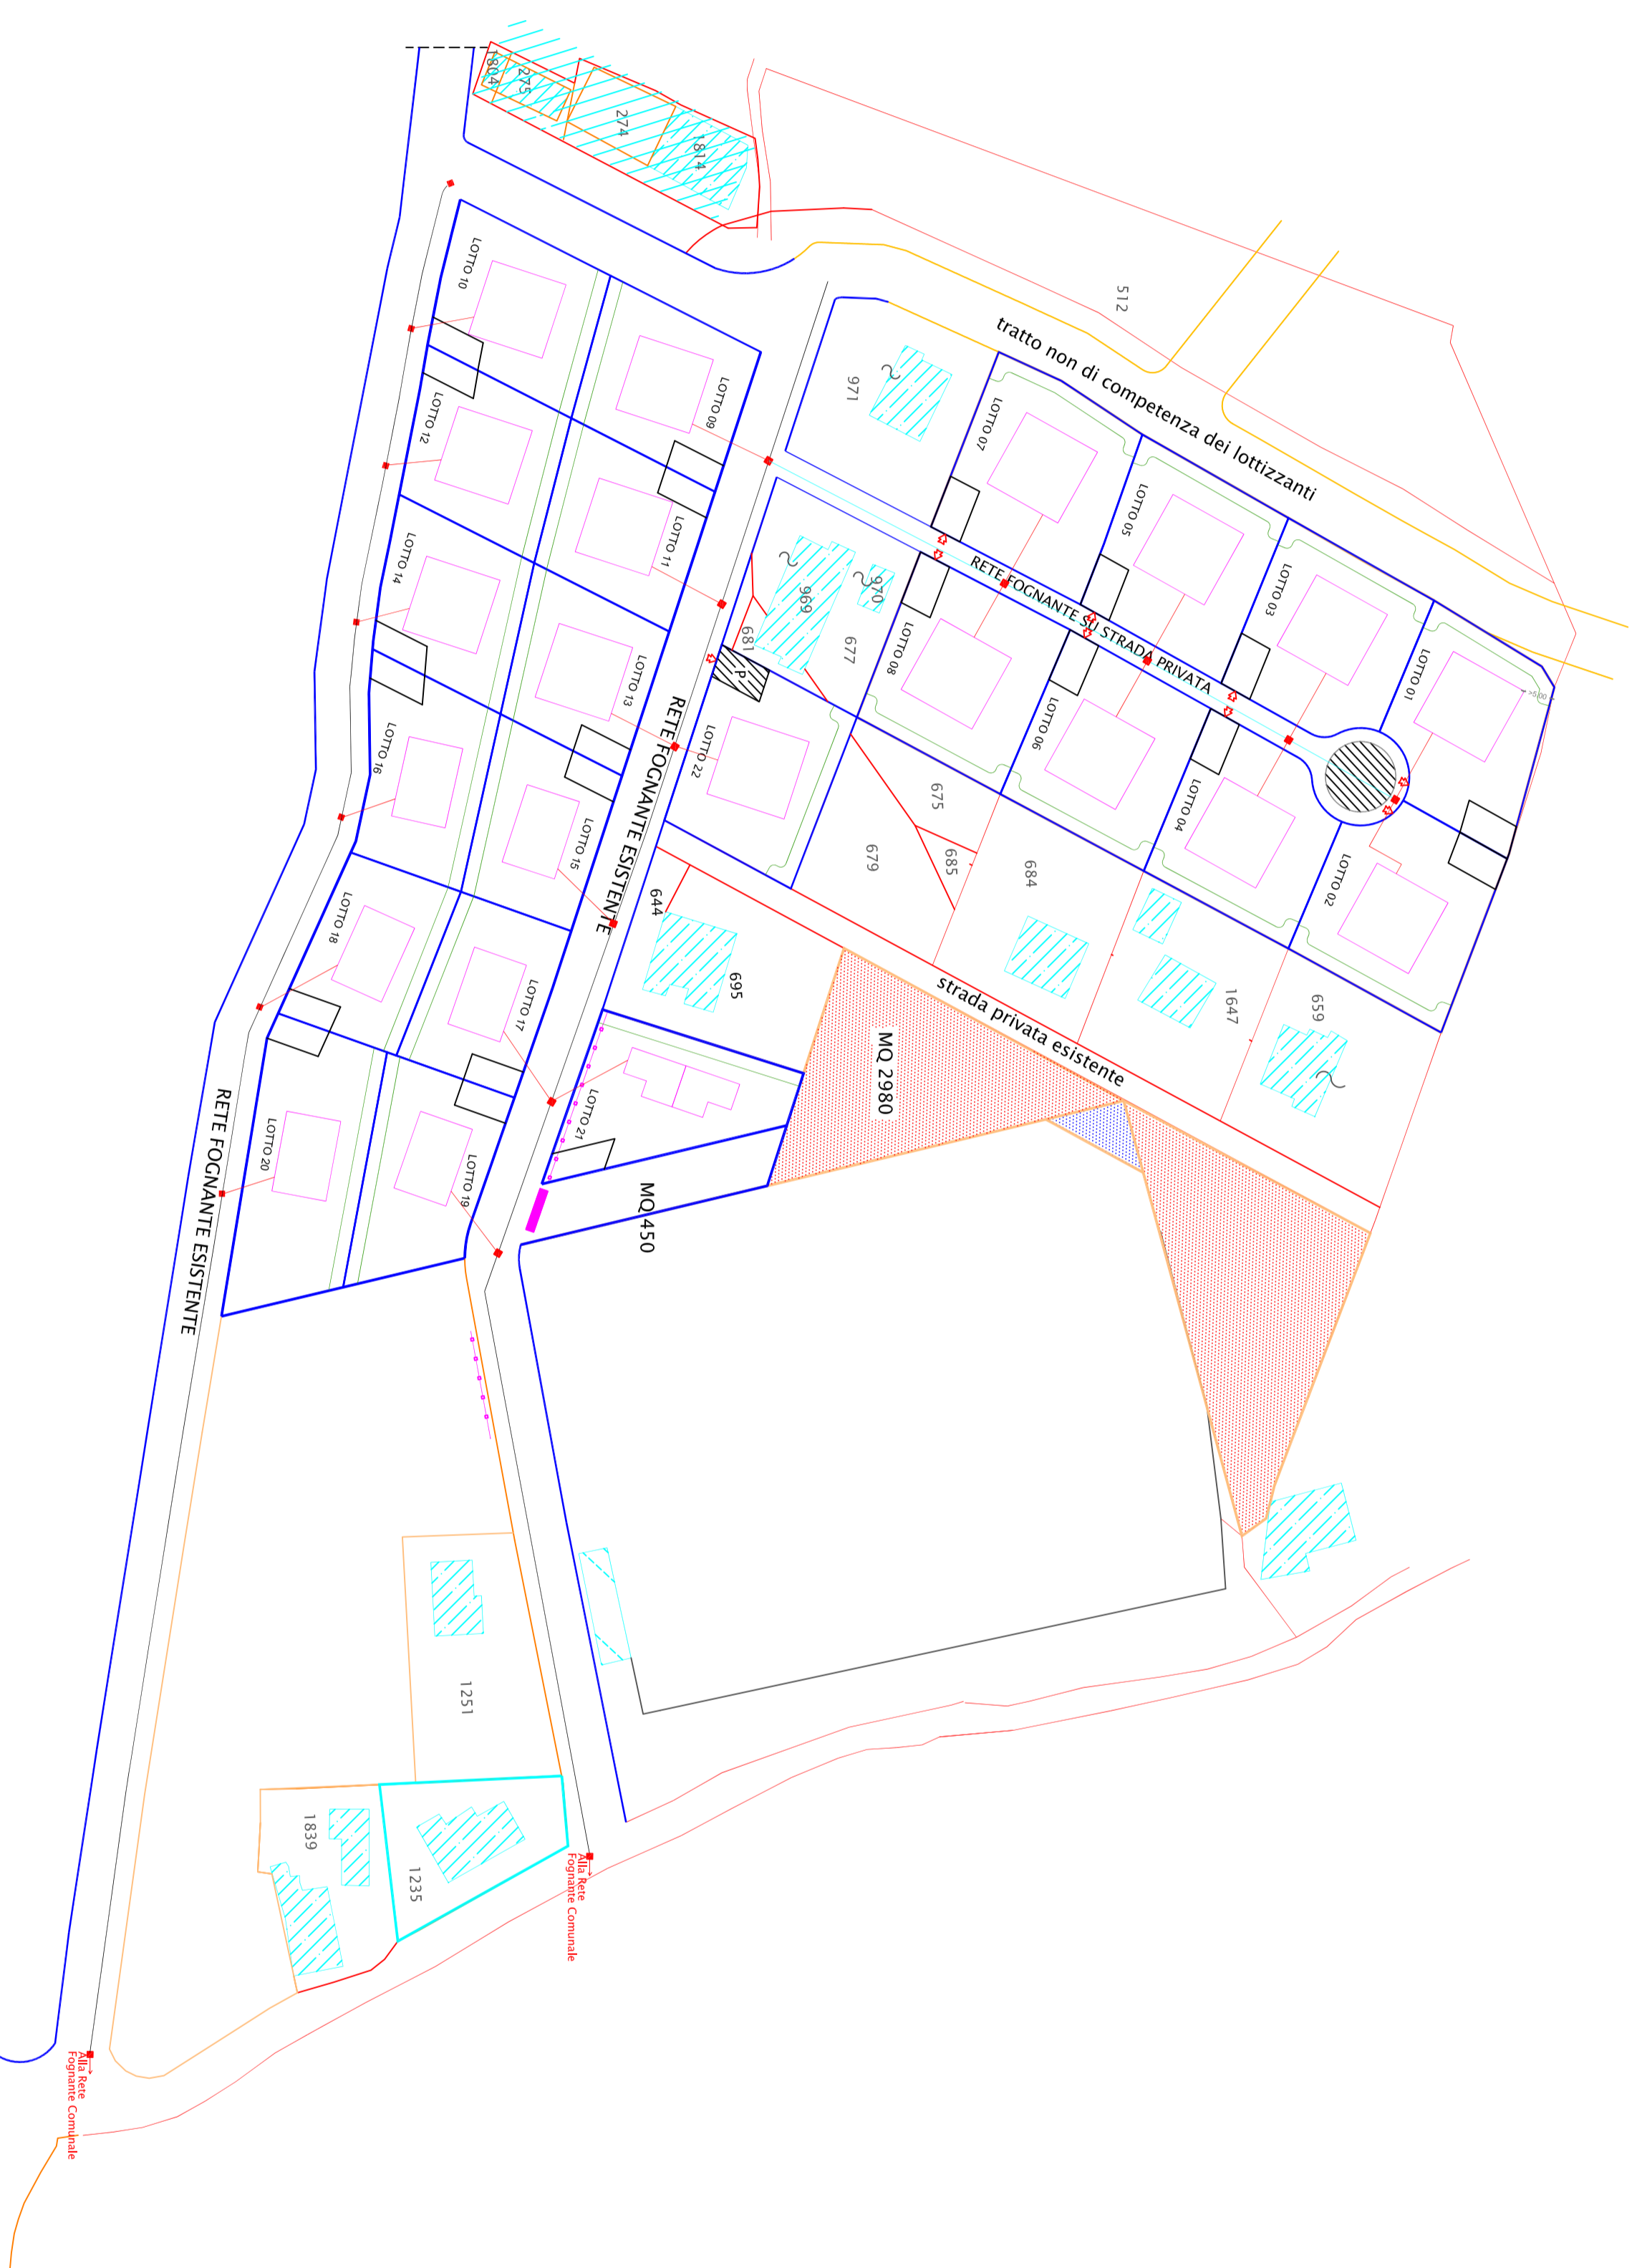 1804
275
274
1814
512
tratto non di competenza dei lottizzanti
LOTTO 10
LOTTO 09
971
LOTTO 07
LOTTO 05
LOTTO 03
LOTTO 01
>5.00
LOTTO 12
LOTTO 11
969
970
681
677
LOTTO 08
RETE FOGNANTE SU STRADA PRIVATA
LOTTO 14
LOTTO 13
P
LOTTO 22
LOTTO 06
LOTTO 04
LOTTO 02
RETE FOGNANTE ESISTENTE
675
679
685
684
LOTTO 16
LOTTO 15
644
695
1647
659
strada privata esistente
LOTTO 18
LOTTO 17
MQ 2980
LOTTO 21
LOTTO 20
LOTTO 19
MQ 450
RETE FOGNANTE ESISTENTE
1251
1839
1235
Alla Rete
Fognante Comunale
Alla Rete
Fognante Comunale